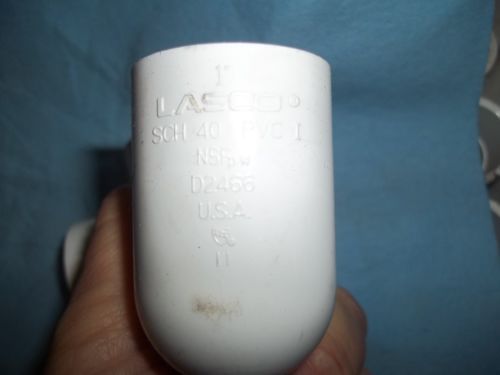 1"
LASCO
SCH 40 PVC I
NSFpw
D2466
U.S.A.
11